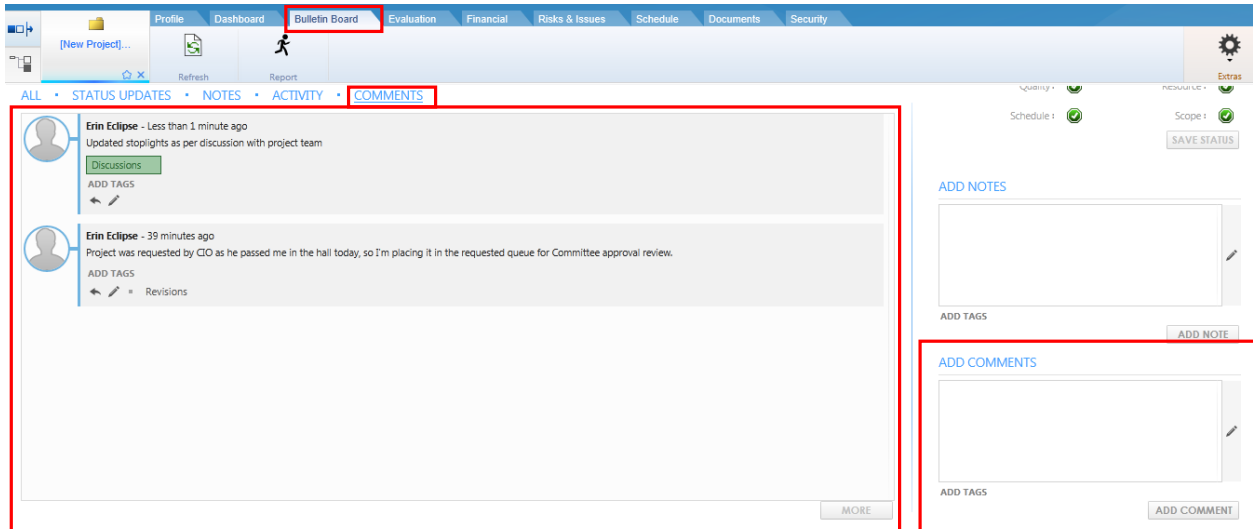 Profile Dashboard Bulletin Board Evaluation Financial Risks & Issues Schedule Documents Security
[New Project]...
Refresh Report
Extras
ALL • STATUS UPDATES • NOTES • ACTIVITY • COMMENTS
Erin Eclipse - Less than 1 minute ago
Updated stoplights as per discussion with project team
Discussions
ADD TAGS
Erin Eclipse - 39 minutes ago
Project was requested by CIO as he passed me in the hall today, so I'm placing it in the requested queue for Committee approval review.
ADD TAGS
Revisions
MORE
Quality: Resource:
Schedule: Scope:
SAVE STATUS
ADD NOTES
ADD TAGS
ADD NOTE
ADD COMMENTS
ADD TAGS
ADD COMMENT